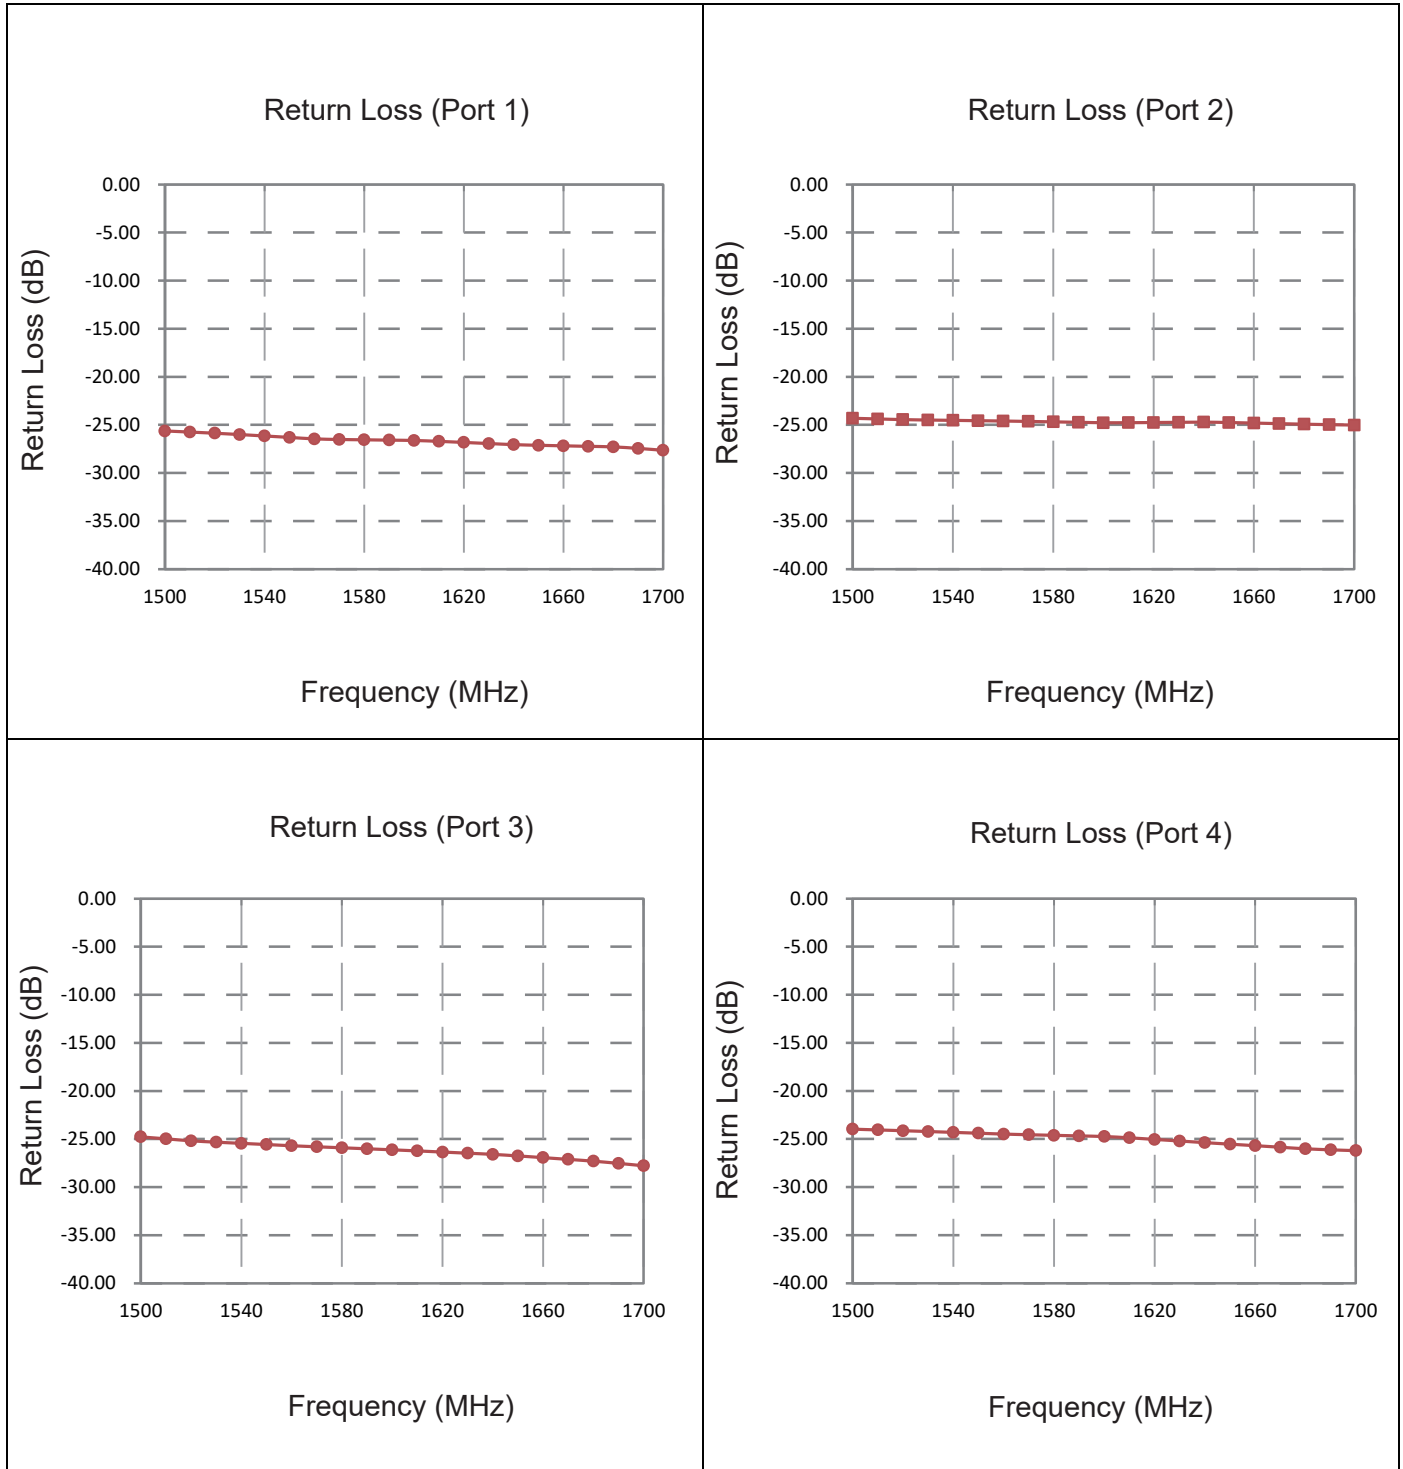 Return Loss (Port 1)
Return Loss (dB)
0.00
-5.00
-10.00
-15.00
-20.00
-25.00
-30.00
-35.00
-40.00
1500 1540 1580 1620 1660 1700
Frequency (MHz)
Return Loss (Port 2)
Return Loss (dB)
0.00
-5.00
-10.00
-15.00
-20.00
-25.00
-30.00
-35.00
-40.00
1500 1540 1580 1620 1660 1700
Frequency (MHz)
Return Loss (Port 3)
Return Loss (dB)
0.00
-5.00
-10.00
-15.00
-20.00
-25.00
-30.00
-35.00
-40.00
1500 1540 1580 1620 1660 1700
Frequency (MHz)
Return Loss (Port 4)
Return Loss (dB)
0.00
-5.00
-10.00
-15.00
-20.00
-25.00
-30.00
-35.00
-40.00
1500 1540 1580 1620 1660 1700
Frequency (MHz)